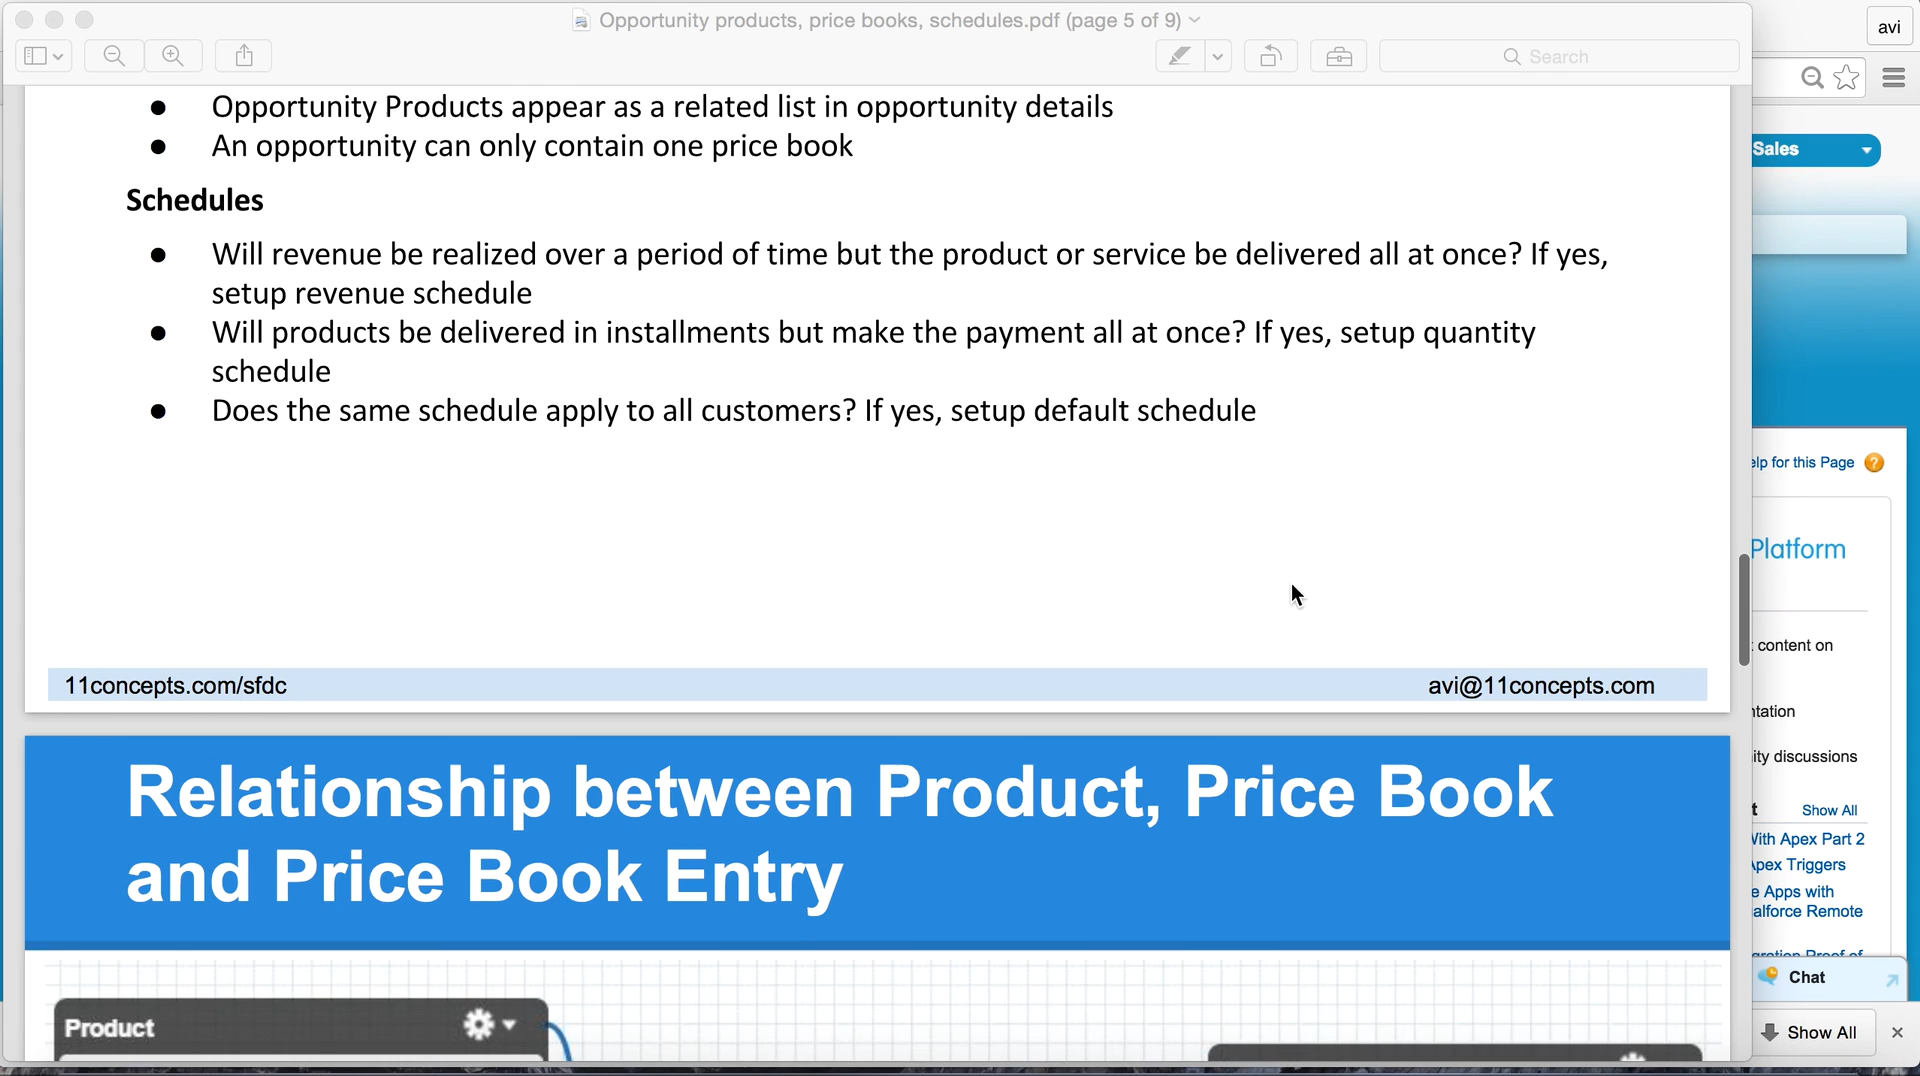 Opportunity products, price books, schedules.pdf (page 5 of 9)
avi
Search
Opportunity Products appear as a related list in opportunity details
An opportunity can only contain one price book
Sales
Schedules
Will revenue be realized over a period of time but the product or service be delivered all at once? If yes,
setup revenue schedule
Will products be delivered in installments but make the payment all at once? If yes, setup quantity
schedule
Does the same schedule apply to all customers? If yes, setup default schedule
elp for this Page
Platform
content on
11concepts.com/sfdc
avi@11concepts.com
ntation
ity discussions
Relationship between Product, Price Book
and Price Book Entry
t Show All
With Apex Part 2
Apex Triggers
e Apps with
alforce Remote
Chat
Product
Show All